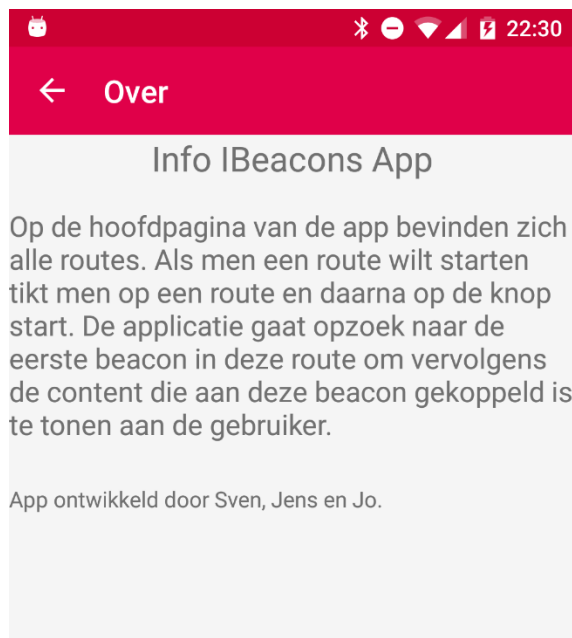 22:30
Over
Info IBeacons App
Op de hoofdpagina van de app bevinden zich
alle routes. Als men een route wilt starten
tikt men op een route en daarna op de knop
start. De applicatie gaat opzoek naar de
eerste beacon in deze route om vervolgens
de content die aan deze beacon gekoppeld is
te tonen aan de gebruiker.
App ontwikkeld door Sven, Jens en Jo.